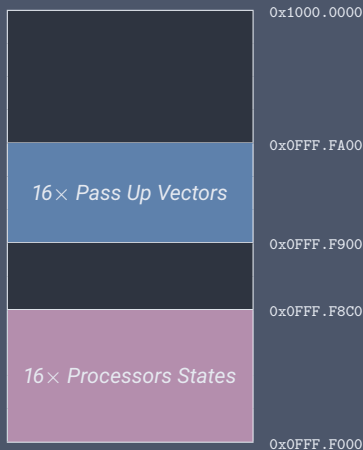 0x1000.0000
0x0FFF.FA00
16× Pass Up Vectors
0x0FFF.F900
0x0FFF.F8C0
16× Processors States
0x0FFF.F000